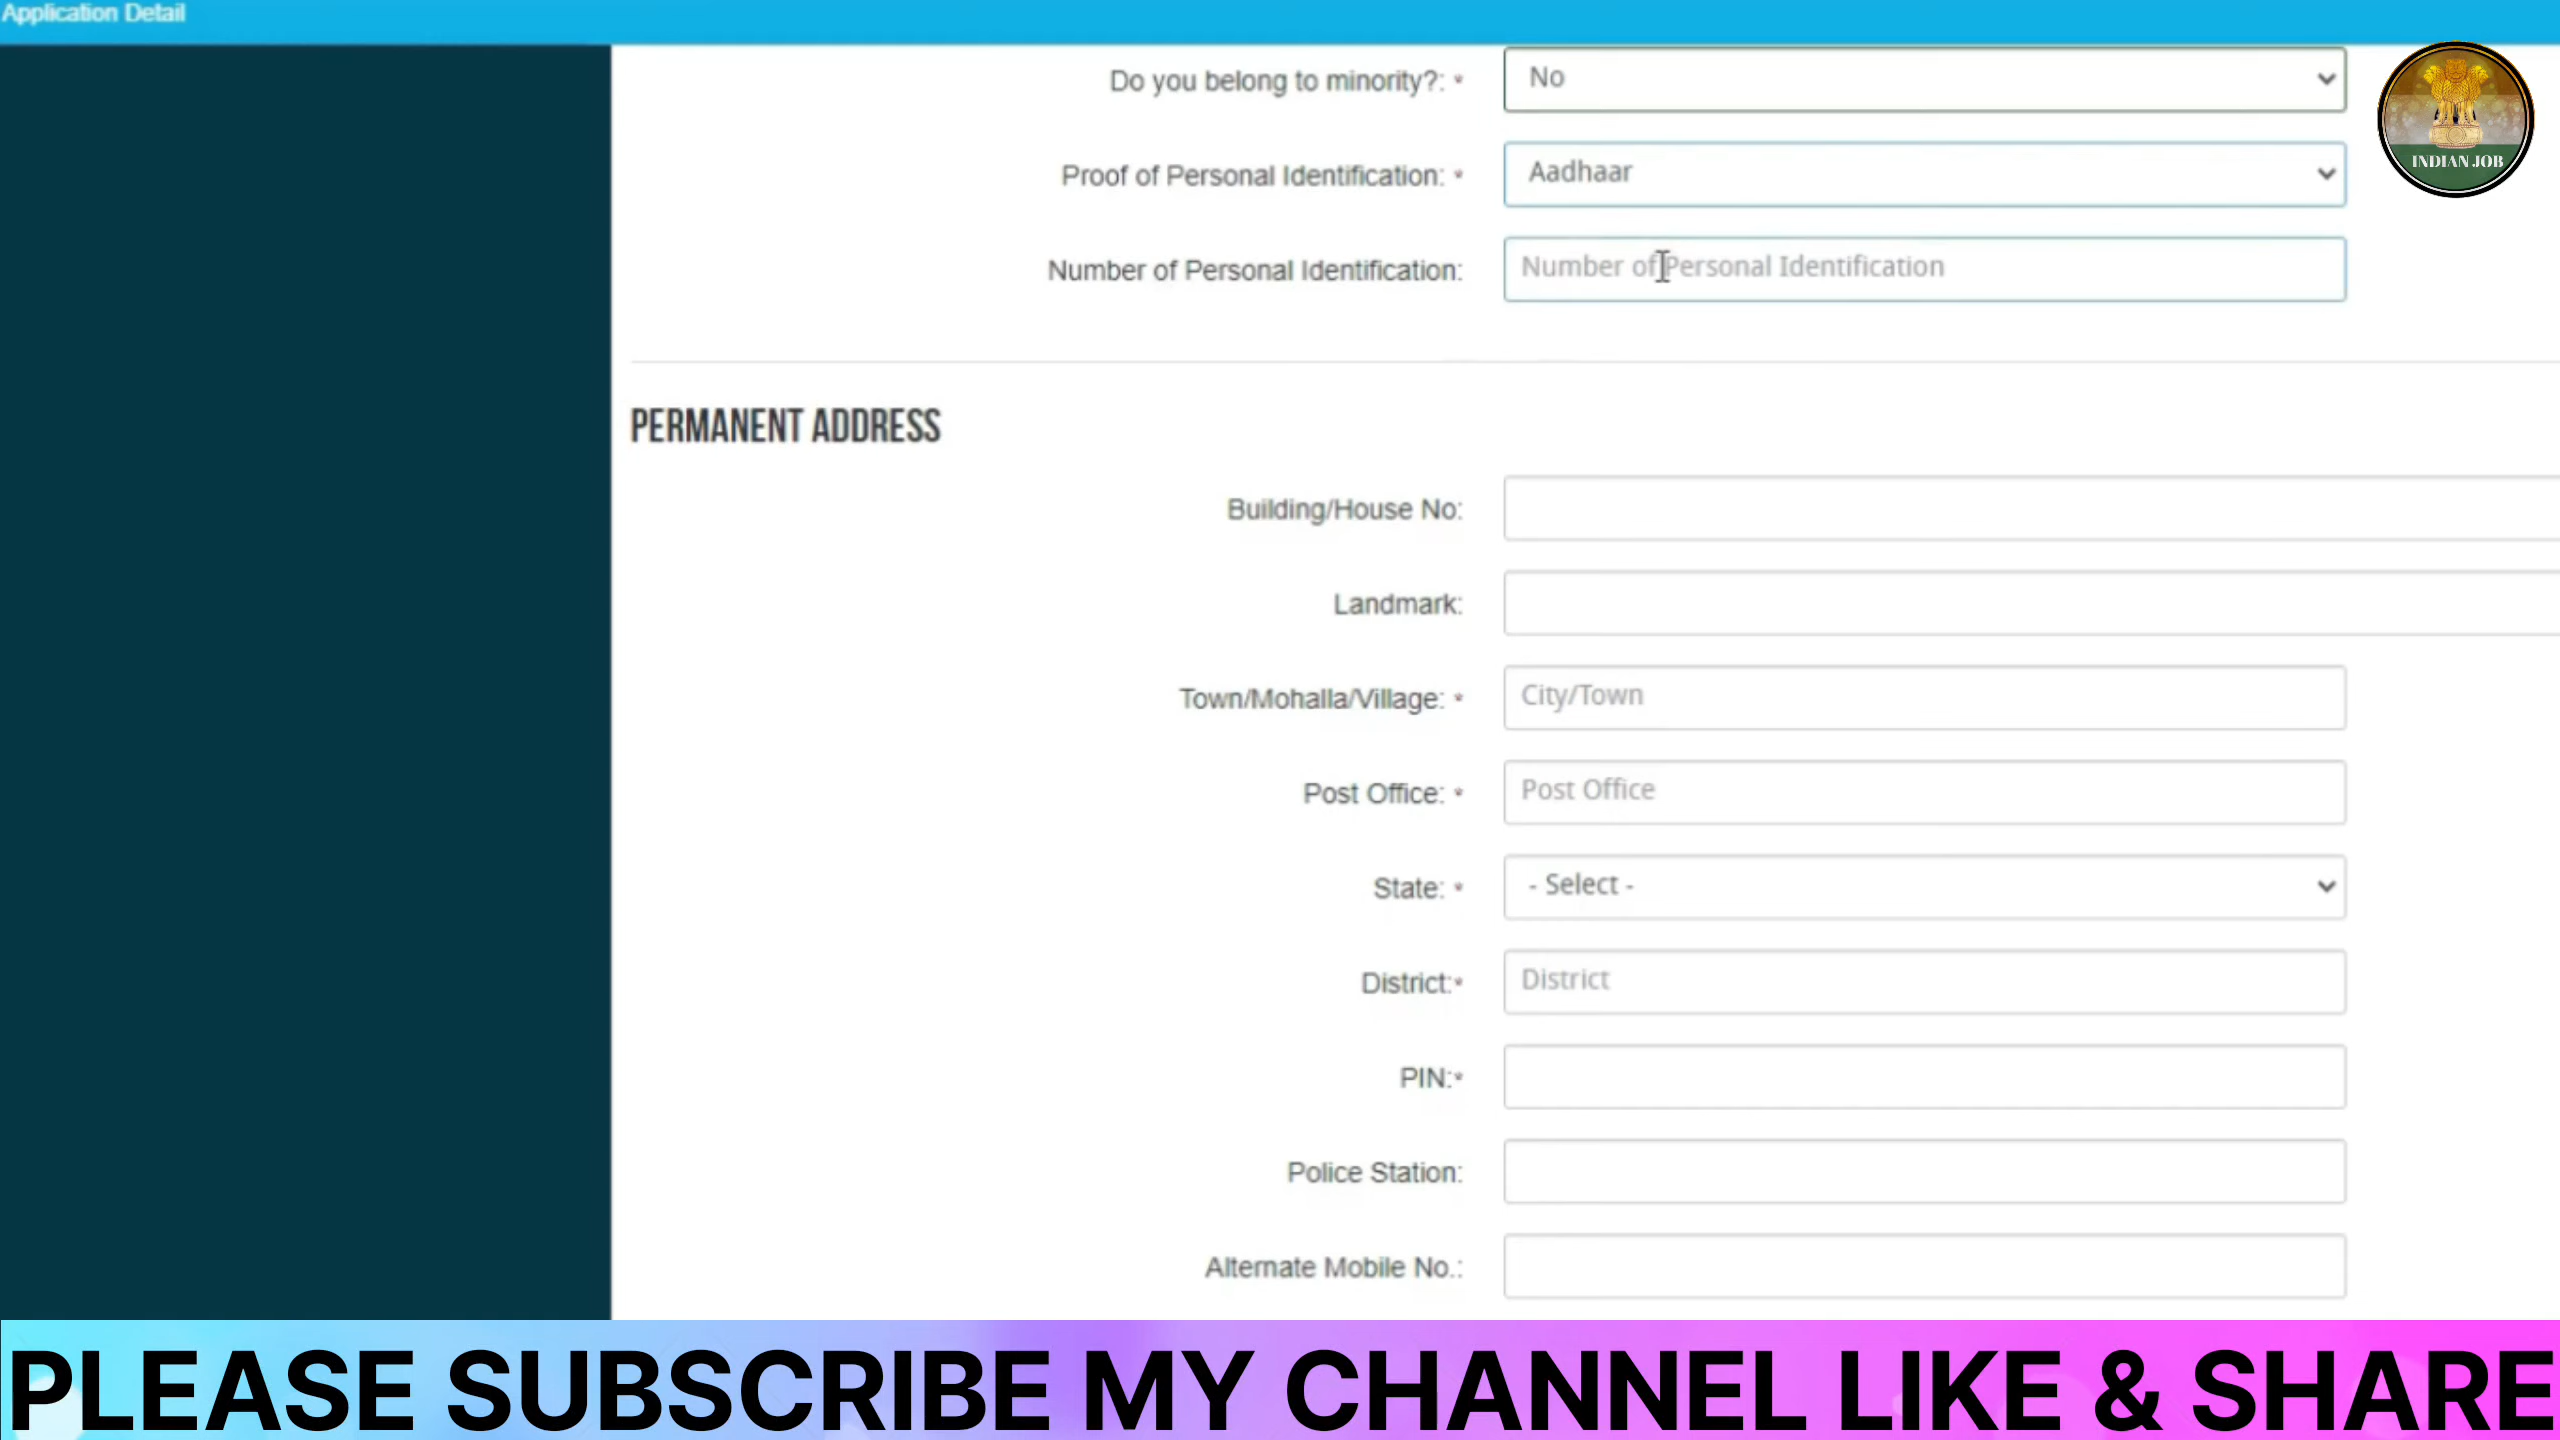 Application Detail
Do you belong to minority?: * No
INDIAN JOB
Proof of Personal Identification: * Aadhaar
Number of Personal Identification: Number of Personal Identification
PERMANENT ADDRESS
Building/House No:
Landmark:
Town/Mohalla/Village: * City/Town
Post Office: * Post Office
State: * - Select -
District:* District
PIN:*
Police Station:
Alternate Mobile No.:
PLEASE SUBSCRIBE MY CHANNEL LIKE & SHARE